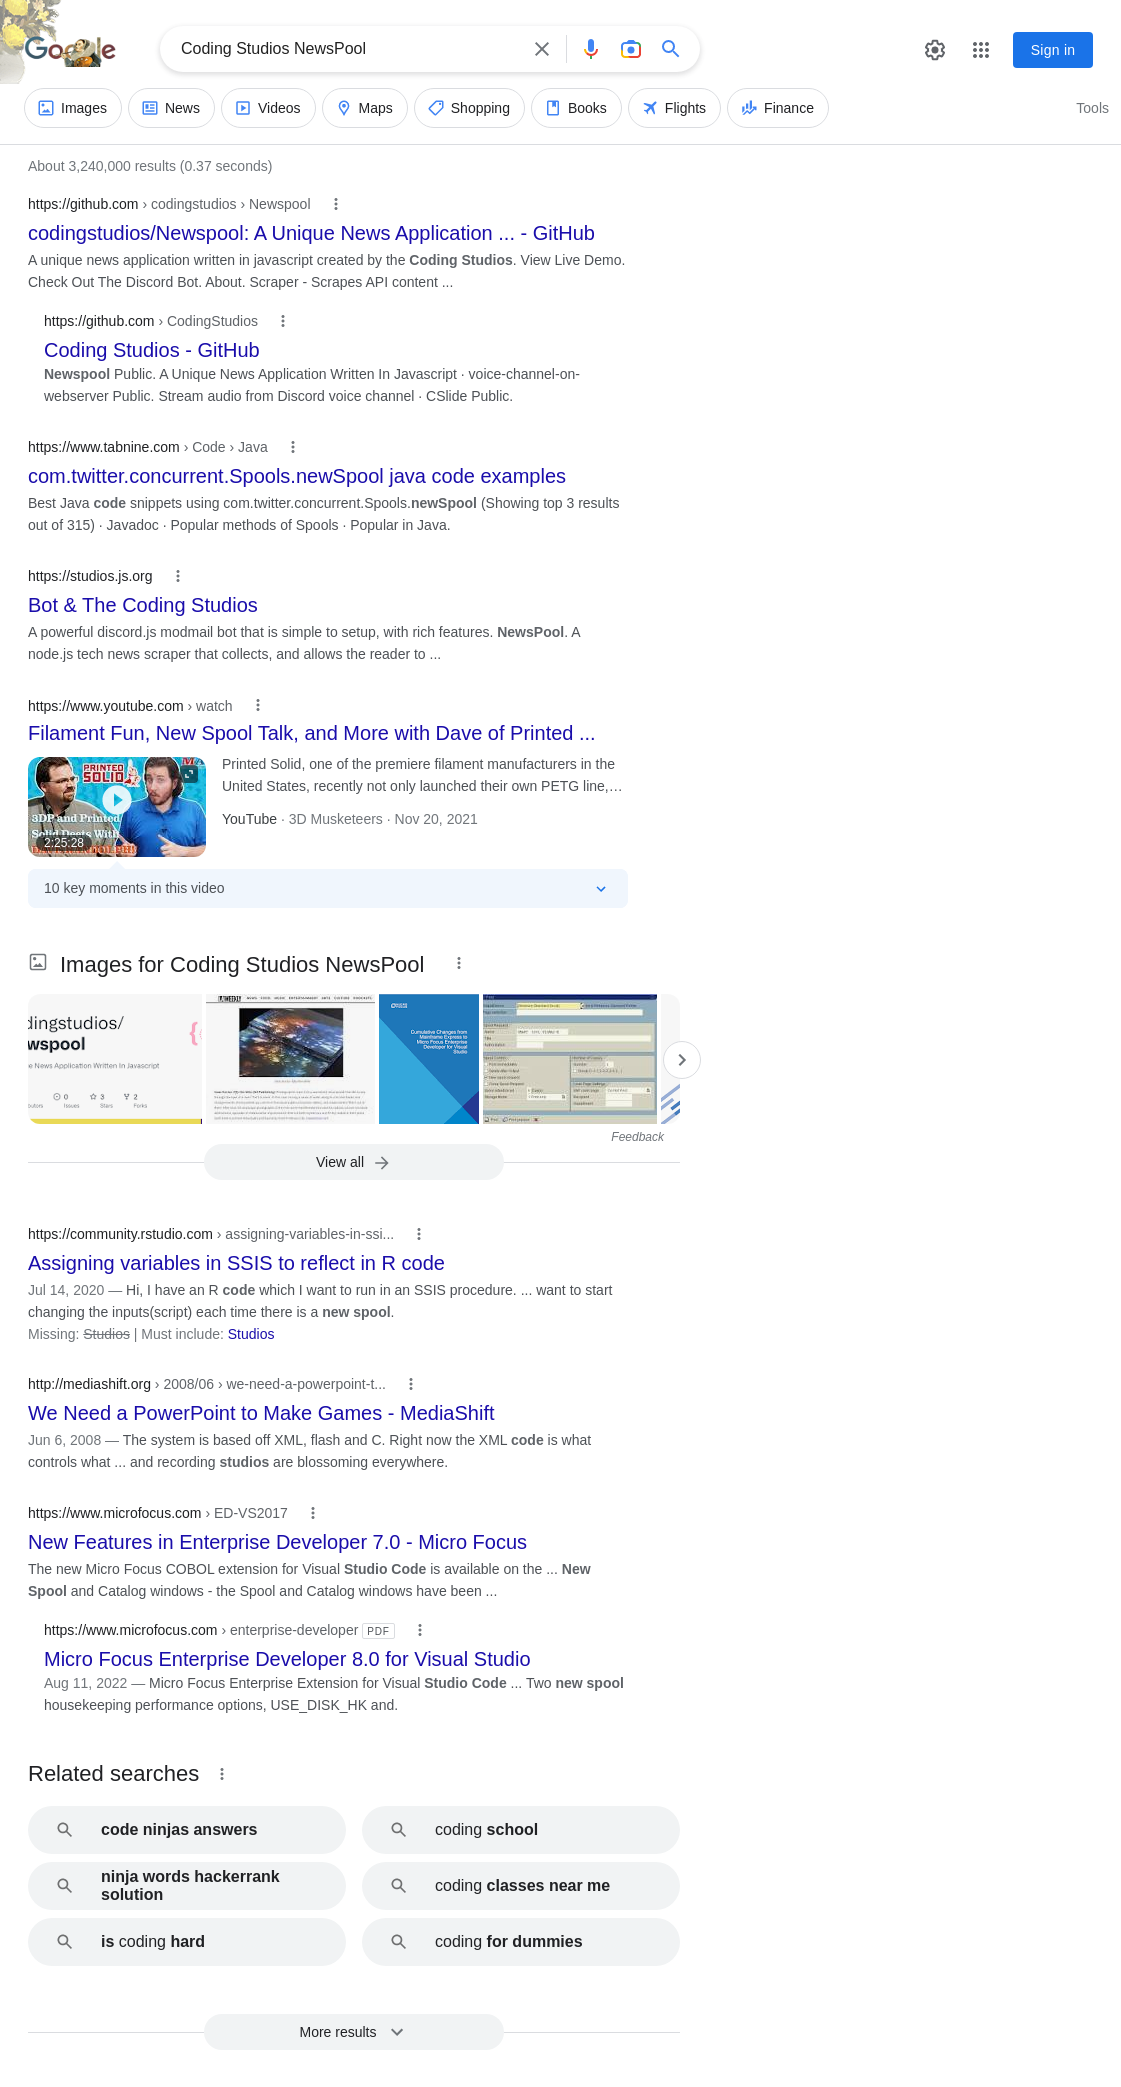 Google
Coding Studios NewsPool
Sign in
Images News Videos Maps Shopping Books Flights Finance Tools
About 3,240,000 results (0.37 seconds)
https://github.com › codingstudios › Newspool
codingstudios/Newspool: A Unique News Application ... - GitHub
A unique news application written in javascript created by the Coding Studios. View Live Demo.
Check Out The Discord Bot. About. Scraper - Scrapes API content ...
https://github.com › CodingStudios
Coding Studios - GitHub
Newspool Public. A Unique News Application Written In Javascript · voice-channel-on-
webserver Public. Stream audio from Discord voice channel · CSlide Public.
https://www.tabnine.com › Code › Java
com.twitter.concurrent.Spools.newSpool java code examples
Best Java code snippets using com.twitter.concurrent.Spools.newSpool (Showing top 3 results
out of 315) · Javadoc · Popular methods of Spools · Popular in Java.
https://studios.js.org
Bot & The Coding Studios
A powerful discord.js modmail bot that is simple to setup, with rich features. NewsPool. A
node.js tech news scraper that collects, and allows the reader to ...
https://www.youtube.com › watch
Filament Fun, New Spool Talk, and More with Dave of Printed ...
PRINTED
SOLID
3DP and Printed
Solid Deets With
2:25:28
Printed Solid, one of the premiere filament manufacturers in the
United States, recently not only launched their own PETG line,…
YouTube · 3D Musketeers · Nov 20, 2021
10 key moments in this video
Images for Coding Studios NewsPool
dingstudios/
wspool
e News Application Written In Javascript
0 3 2
Issues Stars Forks
Cumulative Changes from
Mainframe Express to
Micro Focus Enterprise
Developer for Visual
Studio
Feedback
View all
https://community.rstudio.com › assigning-variables-in-ssi...
Assigning variables in SSIS to reflect in R code
Jul 14, 2020 — Hi, I have an R code which I want to run in an SSIS procedure. ... want to start
changing the inputs(script) each time there is a new spool.
Missing: Studios | Must include: Studios
http://mediashift.org › 2008/06 › we-need-a-powerpoint-t...
We Need a PowerPoint to Make Games - MediaShift
Jun 6, 2008 — The system is based off XML, flash and C. Right now the XML code is what
controls what ... and recording studios are blossoming everywhere.
https://www.microfocus.com › ED-VS2017
New Features in Enterprise Developer 7.0 - Micro Focus
The new Micro Focus COBOL extension for Visual Studio Code is available on the ... New
Spool and Catalog windows - the Spool and Catalog windows have been ...
https://www.microfocus.com › enterprise-developer PDF
Micro Focus Enterprise Developer 8.0 for Visual Studio
Aug 11, 2022 — Micro Focus Enterprise Extension for Visual Studio Code ... Two new spool
housekeeping performance options, USE_DISK_HK and.
Related searches
code ninjas answers
coding school
ninja words hackerrank
solution
coding classes near me
is coding hard
coding for dummies
More results